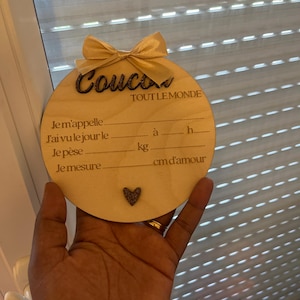 Coucou
TOUT LE MONDE
Je m'appelle
J'ai vu le jour le à h
Je pèse kg
Je mesure cm d'amour